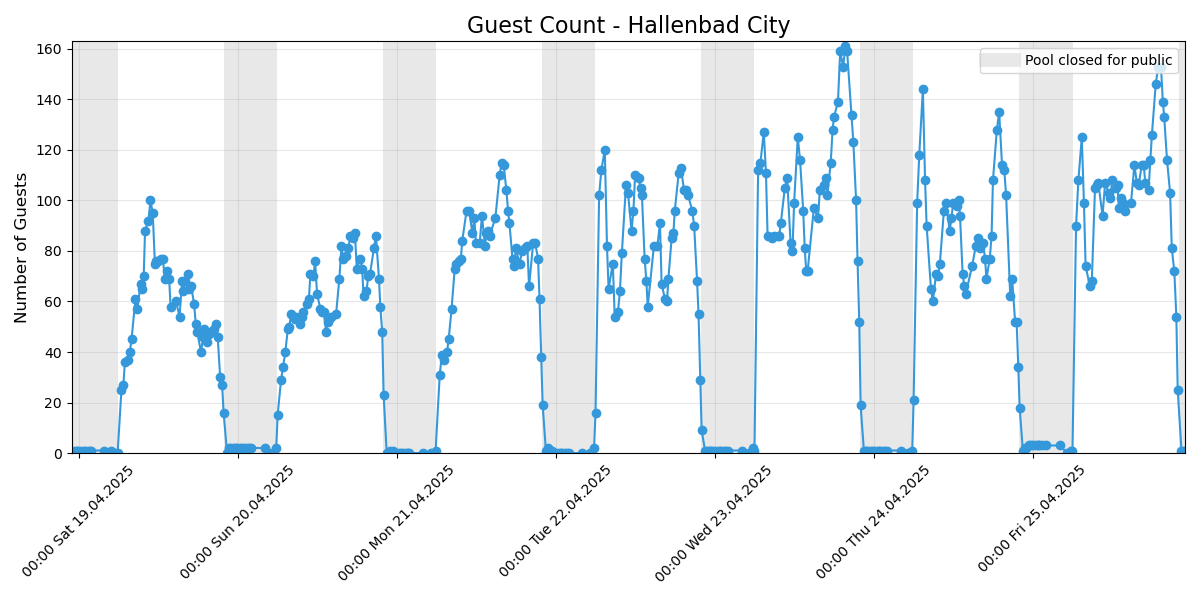 Guest Count - Hallenbad City
Pool closed for public
Number of Guests
160
140
120
100
80
60
40
20
0
00:00 Sat 19.04.2025
00:00 Sun 20.04.2025
00:00 Mon 21.04.2025
00:00 Tue 22.04.2025
00:00 Wed 23.04.2025
00:00 Thu 24.04.2025
00:00 Fri 25.04.2025